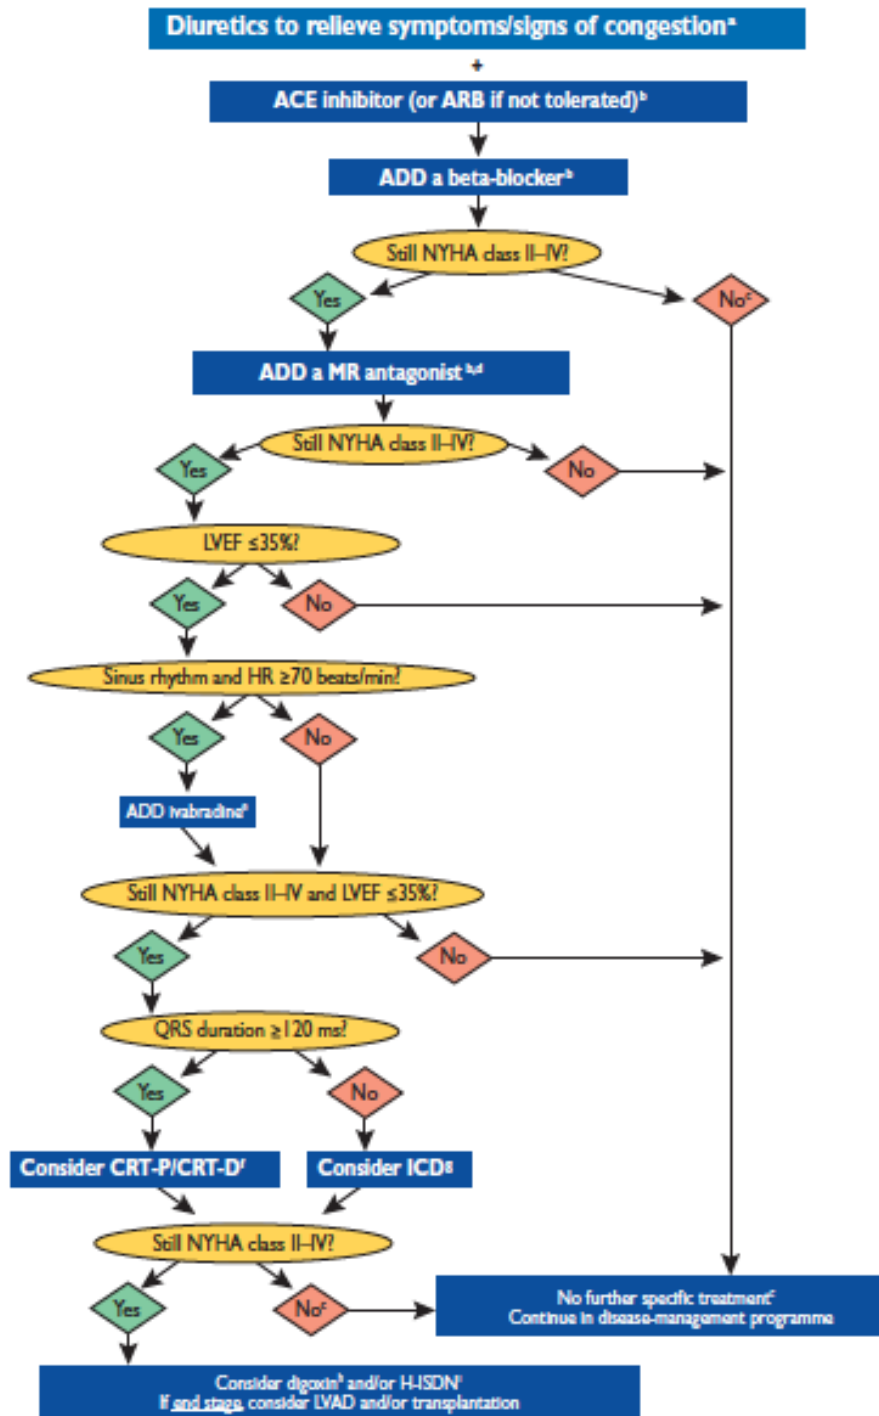 Diuretics to relieve symptoms/signs of congestionᵃ
+
ACE inhibitor (or ARB if not tolerated)ᵇ
ADD a beta-blockerᵇ
Still NYHA class II–IV?
Yes
Noᶜ
ADD a MR antagonist ᵇ,ᵈ
Still NYHA class II–IV?
Yes
No
LVEF ≤35%?
Yes
No
Sinus rhythm and HR ≥70 beats/min?
Yes
No
ADD ivabradineᵉ
Still NYHA class II–IV and LVEF ≤35%?
Yes
No
QRS duration ≥120 ms?
Yes
No
Consider CRT-P/CRT-Dᶠ
Consider ICDᵍ
Still NYHA class II–IV?
Yes
Noᶜ
No further specific treatmentᶜ
Continue in disease-management programme
Consider digoxinʰ and/or H-ISDNⁱ
If end stage, consider LVAD and/or transplantation